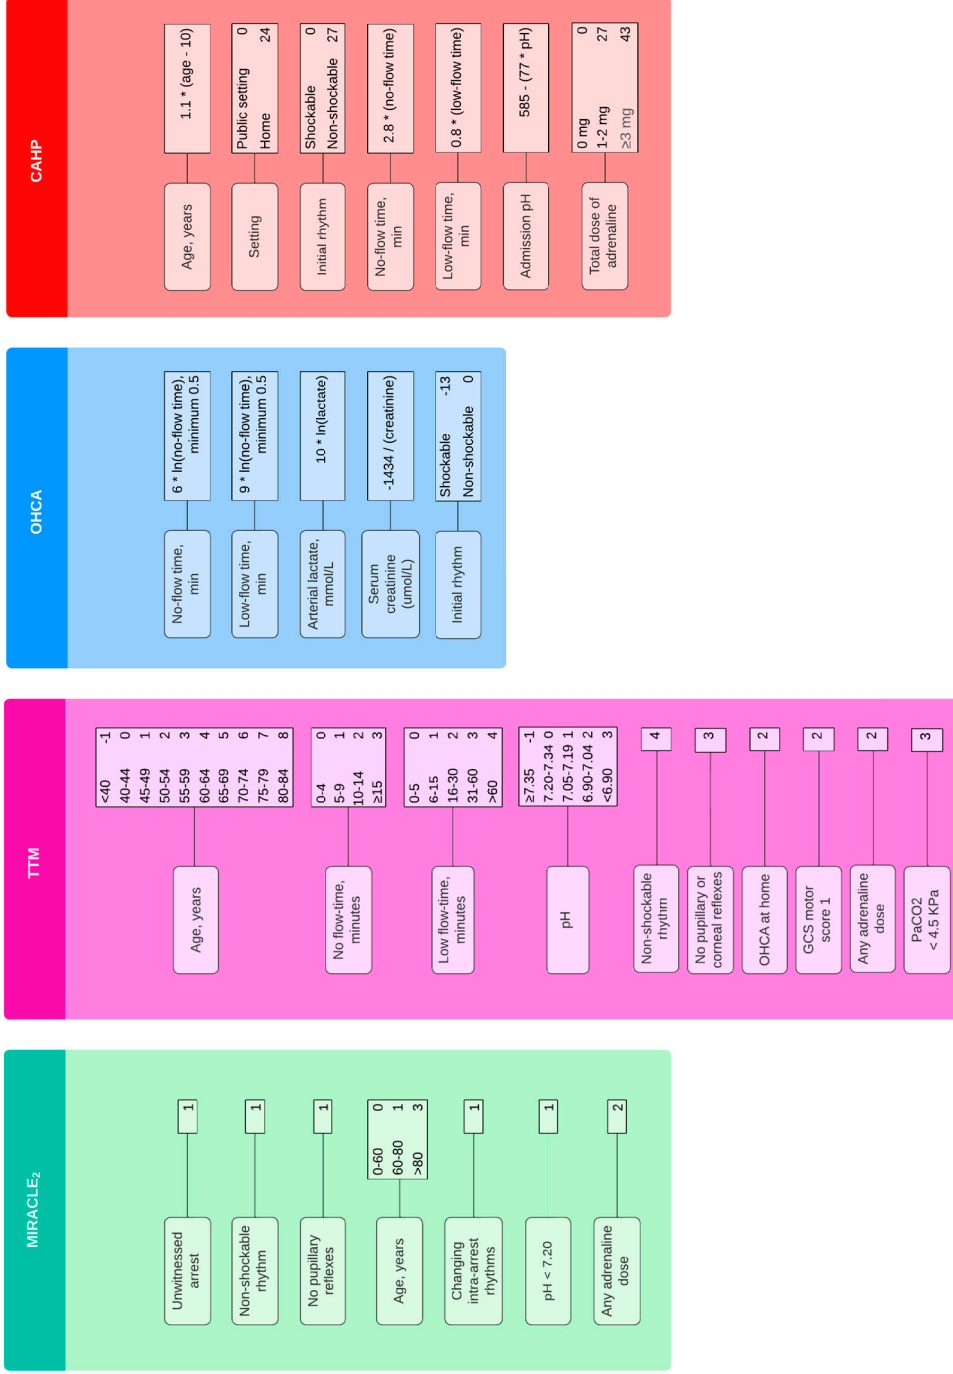 MIRACLE₂
Unwitnessed
arrest
1
Non-shockable
rhythm
1
No pupillary
reflexes
1
Age, years
0-60 0
60-80 1
>80 3
Changing
intra-arrest
rhythms
1
pH < 7.20
1
Any adrenaline
dose
2
TTM
Age, years
<40 -1
40-44 0
45-49 1
50-54 2
55-59 3
60-64 4
65-69 5
70-74 6
75-79 7
80-84 8
No flow-time,
minutes
0-4 0
5-9 1
10-14 2
≥15 3
Low flow-time,
minutes
0-5 0
6-15 1
16-30 2
31-60 3
>60 4
pH
≥7.35 -1
7.20-7.34 0
7.05-7.19 1
6.90-7.04 2
<6.90 3
Non-shockable
rhythm
4
No pupillary or
corneal reflexes
3
OHCA at home
2
GCS motor
score 1
2
Any adrenaline
dose
2
PaCO2
< 4.5 KPa
3
OHCA
No-flow time,
min
6 * ln(no-flow time),
minimum 0.5
Low-flow time,
min
9 * ln(no-flow time),
minimum 0.5
Arterial lactate,
mmol/L
10 * ln(lactate)
Serum
creatinine
(umol/L)
-1434 / (creatinine)
Initial rhythm
Shockable -13
Non-shockable 0
CAHP
Age, years
1.1 * (age - 10)
Setting
Public setting 0
Home 24
Initial rhythm
Shockable 0
Non-shockable 27
No-flow time,
min
2.8 * (no-flow time)
Low-flow time,
min
0.8 * (low-flow time)
Admission pH
585 - (77 * pH)
Total dose of
adrenaline
0 mg 0
1-2 mg 27
≥3 mg 43